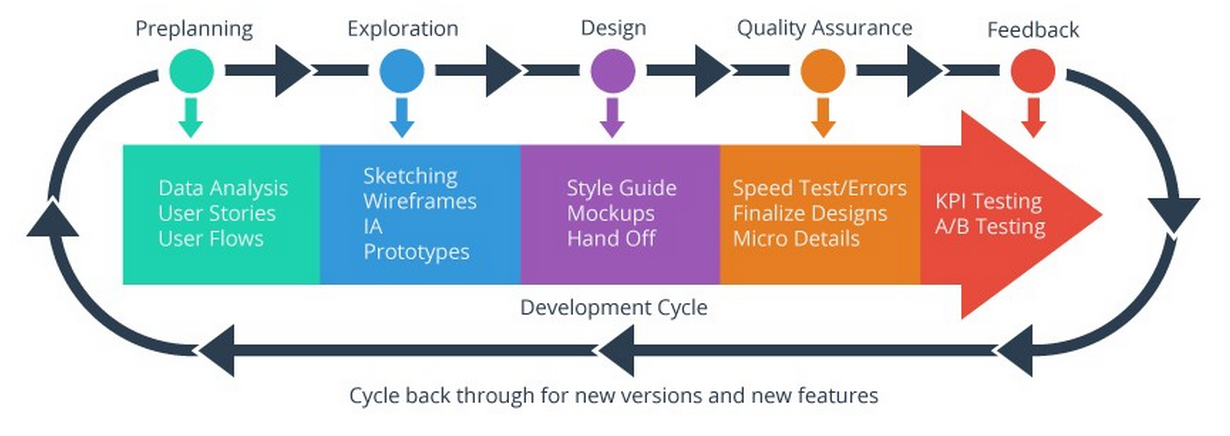 Preplanning
Exploration
Design
Quality Assurance
Feedback
Data Analysis
User Stories
User Flows
Sketching
Wireframes
IA
Prototypes
Style Guide
Mockups
Hand Off
Speed Test/Errors
Finalize Designs
Micro Details
KPI Testing
A/B Testing
Development Cycle
Cycle back through for new versions and new features